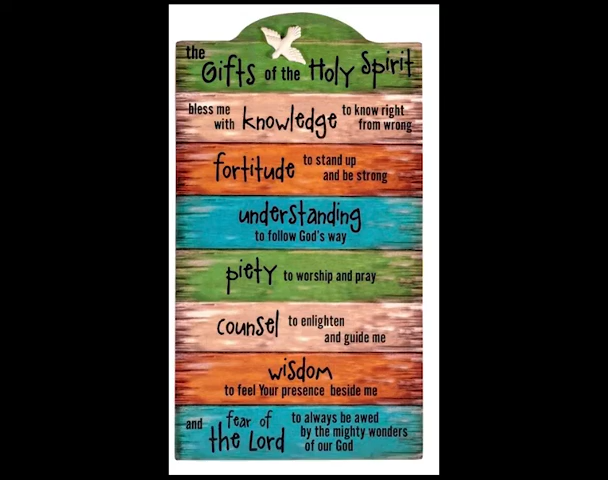 the
Gifts of the Holy Spirit
bless me with knowledge to know right from wrong
fortitude to stand up and be strong
understanding
to follow God's way
piety to worship and pray
counsel to enlighten and guide me
wisdom
to feel Your presence beside me
and fear of the Lord to always be awed by the mighty wonders of our God